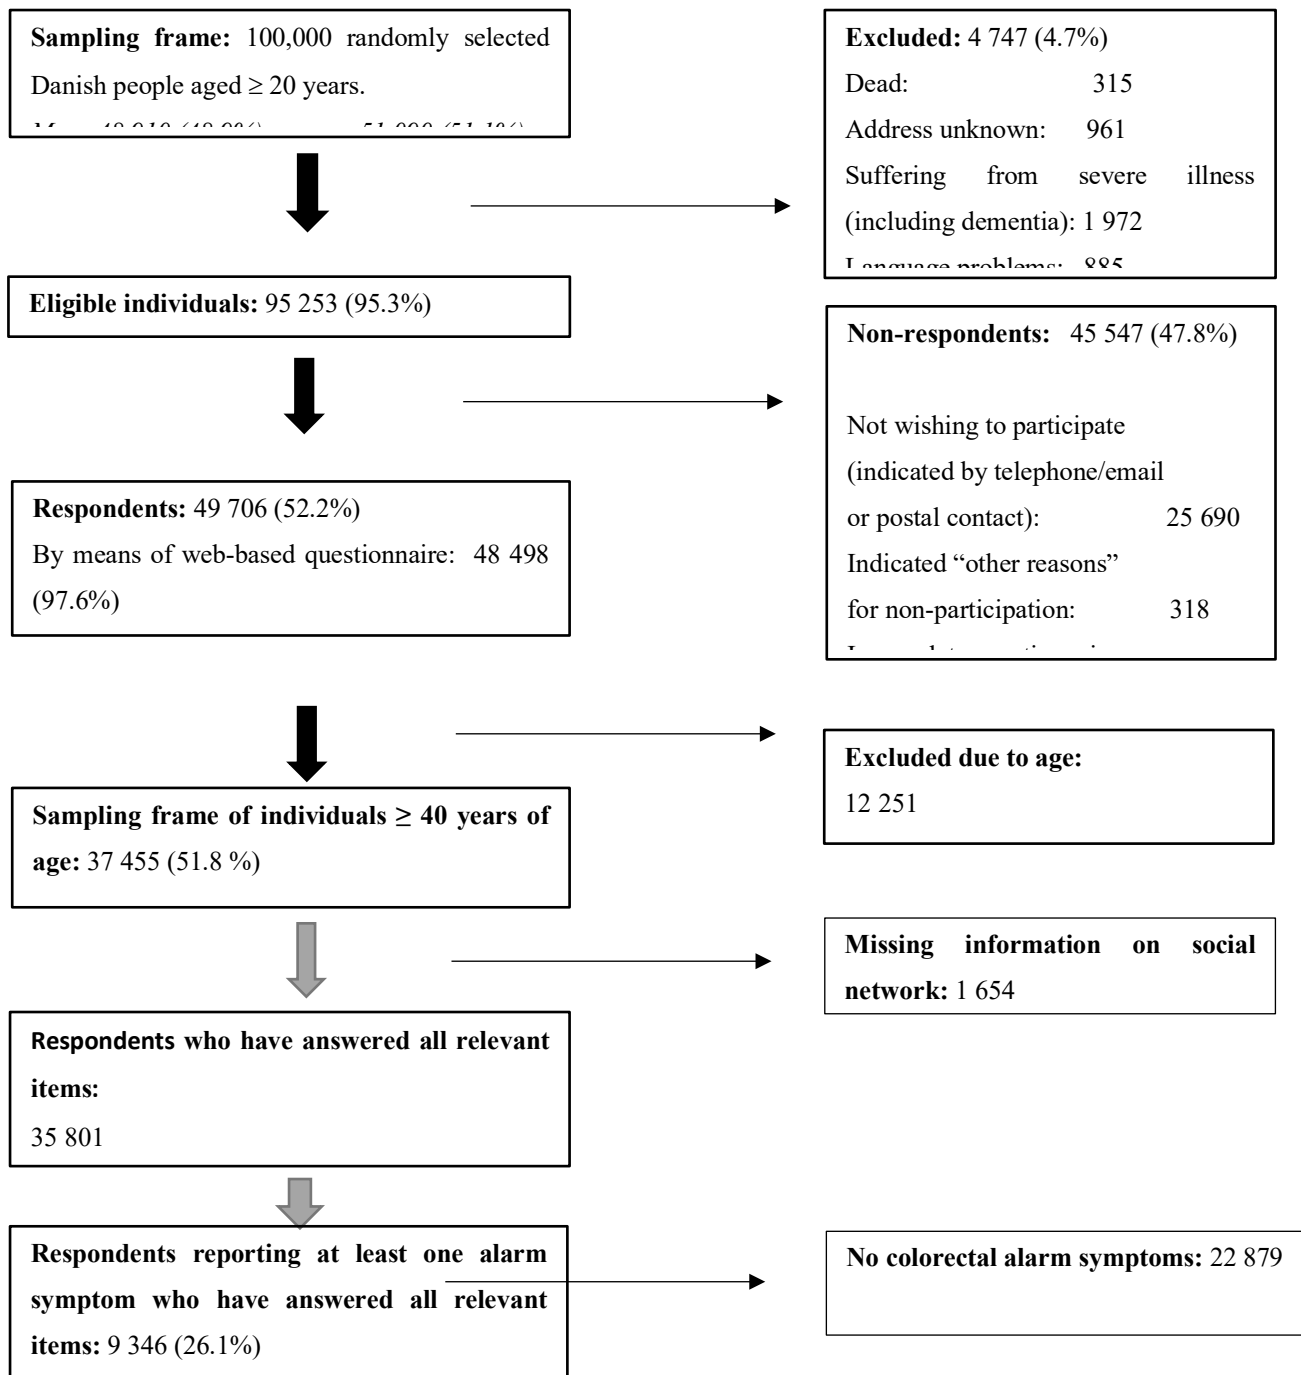 Sampling frame: 100,000 randomly selected
Danish people aged ≥ 20 years.
Excluded: 4 747 (4.7%)
Dead: 315
Address unknown: 961
Suffering from severe illness
(including dementia): 1 972
Language problems: 885
Eligible individuals: 95 253 (95.3%)
Non-respondents: 45 547 (47.8%)
Not wishing to participate
(indicated by telephone/email
or postal contact): 25 690
Indicated “other reasons”
for non-participation: 318
Respondents: 49 706 (52.2%)
By means of web-based questionnaire: 48 498
(97.6%)
Excluded due to age:
12 251
Sampling frame of individuals ≥ 40 years of
age: 37 455 (51.8 %)
Missing information on social
network: 1 654
Respondents who have answered all relevant
items:
35 801
Respondents reporting at least one alarm
symptom who have answered all relevant
items: 9 346 (26.1%)
No colorectal alarm symptoms: 22 879